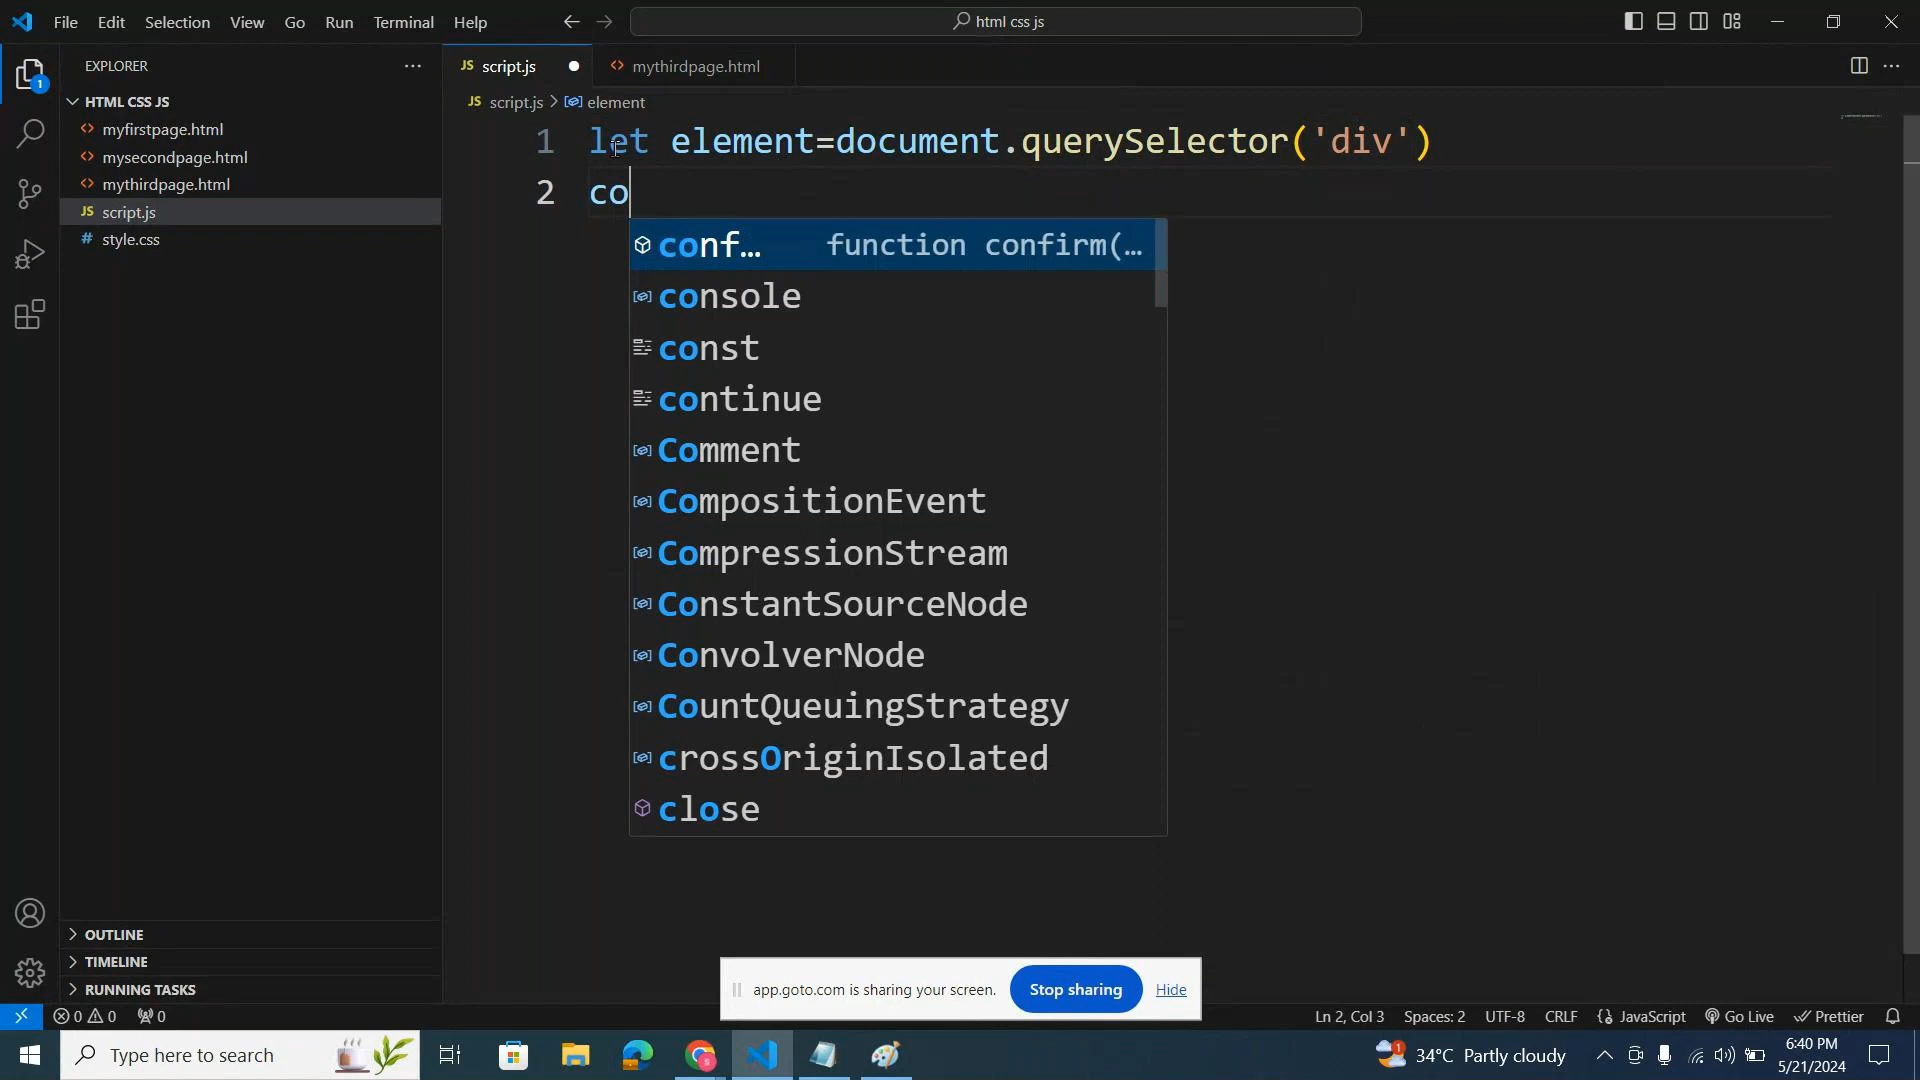 File Edit Selection View Go Run Terminal Help
html css js
EXPLORER
HTML CSS JS
myfirstpage.html
mysecondpage.html
mythirdpage.html
JS script.js
# style.css
OUTLINE
TIMELINE
RUNNING TASKS
1
JS script.js
<> mythirdpage.html
JS script.js > element
1 let element=document.querySelector('div')
2 co
conf… function confirm(…
console
const
continue
Comment
CompositionEvent
CompressionStream
ConstantSourceNode
ConvolverNode
CountQueuingStrategy
crossOriginIsolated
close
app.goto.com is sharing your screen. Stop sharing Hide
0 0 0
Ln 2, Col 3 Spaces: 2 UTF-8 CRLF {} JavaScript Go Live Prettier
Type here to search
1
34°C Partly cloudy
6:40 PM
5/21/2024